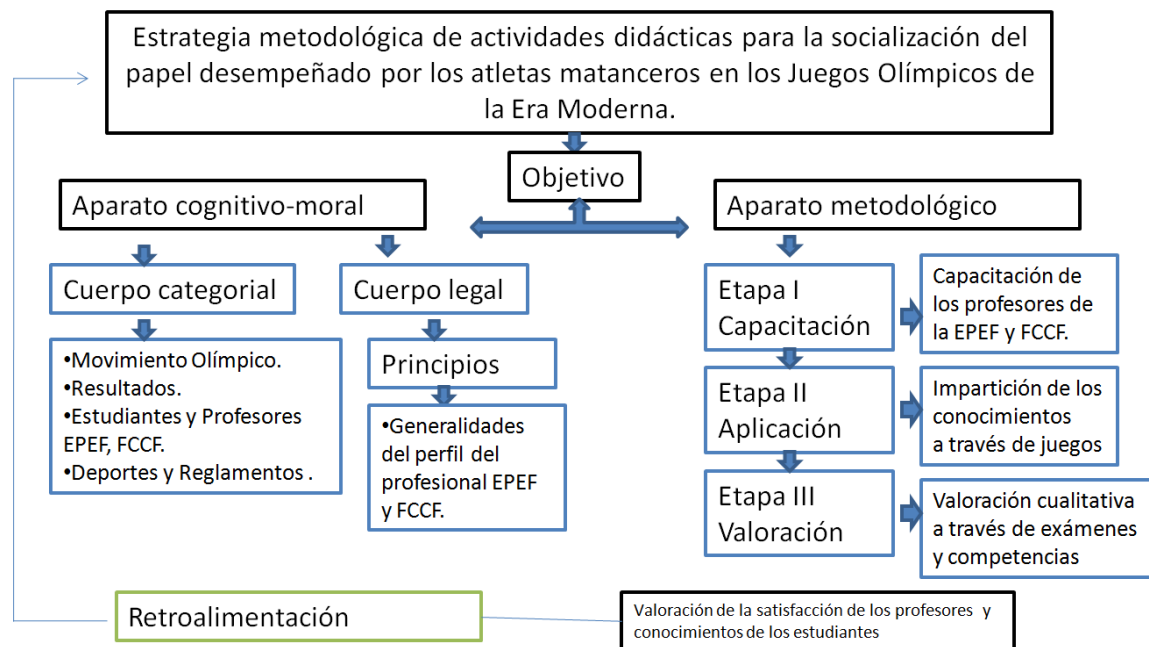 Estrategia metodológica de actividades didácticas para la socialización del
papel desempeñado por los atletas matanceros en los Juegos Olímpicos de
la Era Moderna.
Objetivo
Aparato cognitivo-moral
Cuerpo categorial
•Movimiento Olímpico.
•Resultados.
•Estudiantes y Profesores
EPEF, FCCF.
•Deportes y Reglamentos .
Cuerpo legal
Principios
•Generalidades
del perfil del
profesional EPEF
y FCCF.
Aparato metodológico
Etapa I
Capacitación
Capacitación de
los profesores de
la EPEF y FCCF.
Etapa II
Aplicación
Impartición de los
conocimientos
a través de juegos
Etapa III
Valoración
Valoración cualitativa
a través de exámenes
y competencias
Retroalimentación
Valoración de la satisfacción de los profesores y
conocimientos de los estudiantes